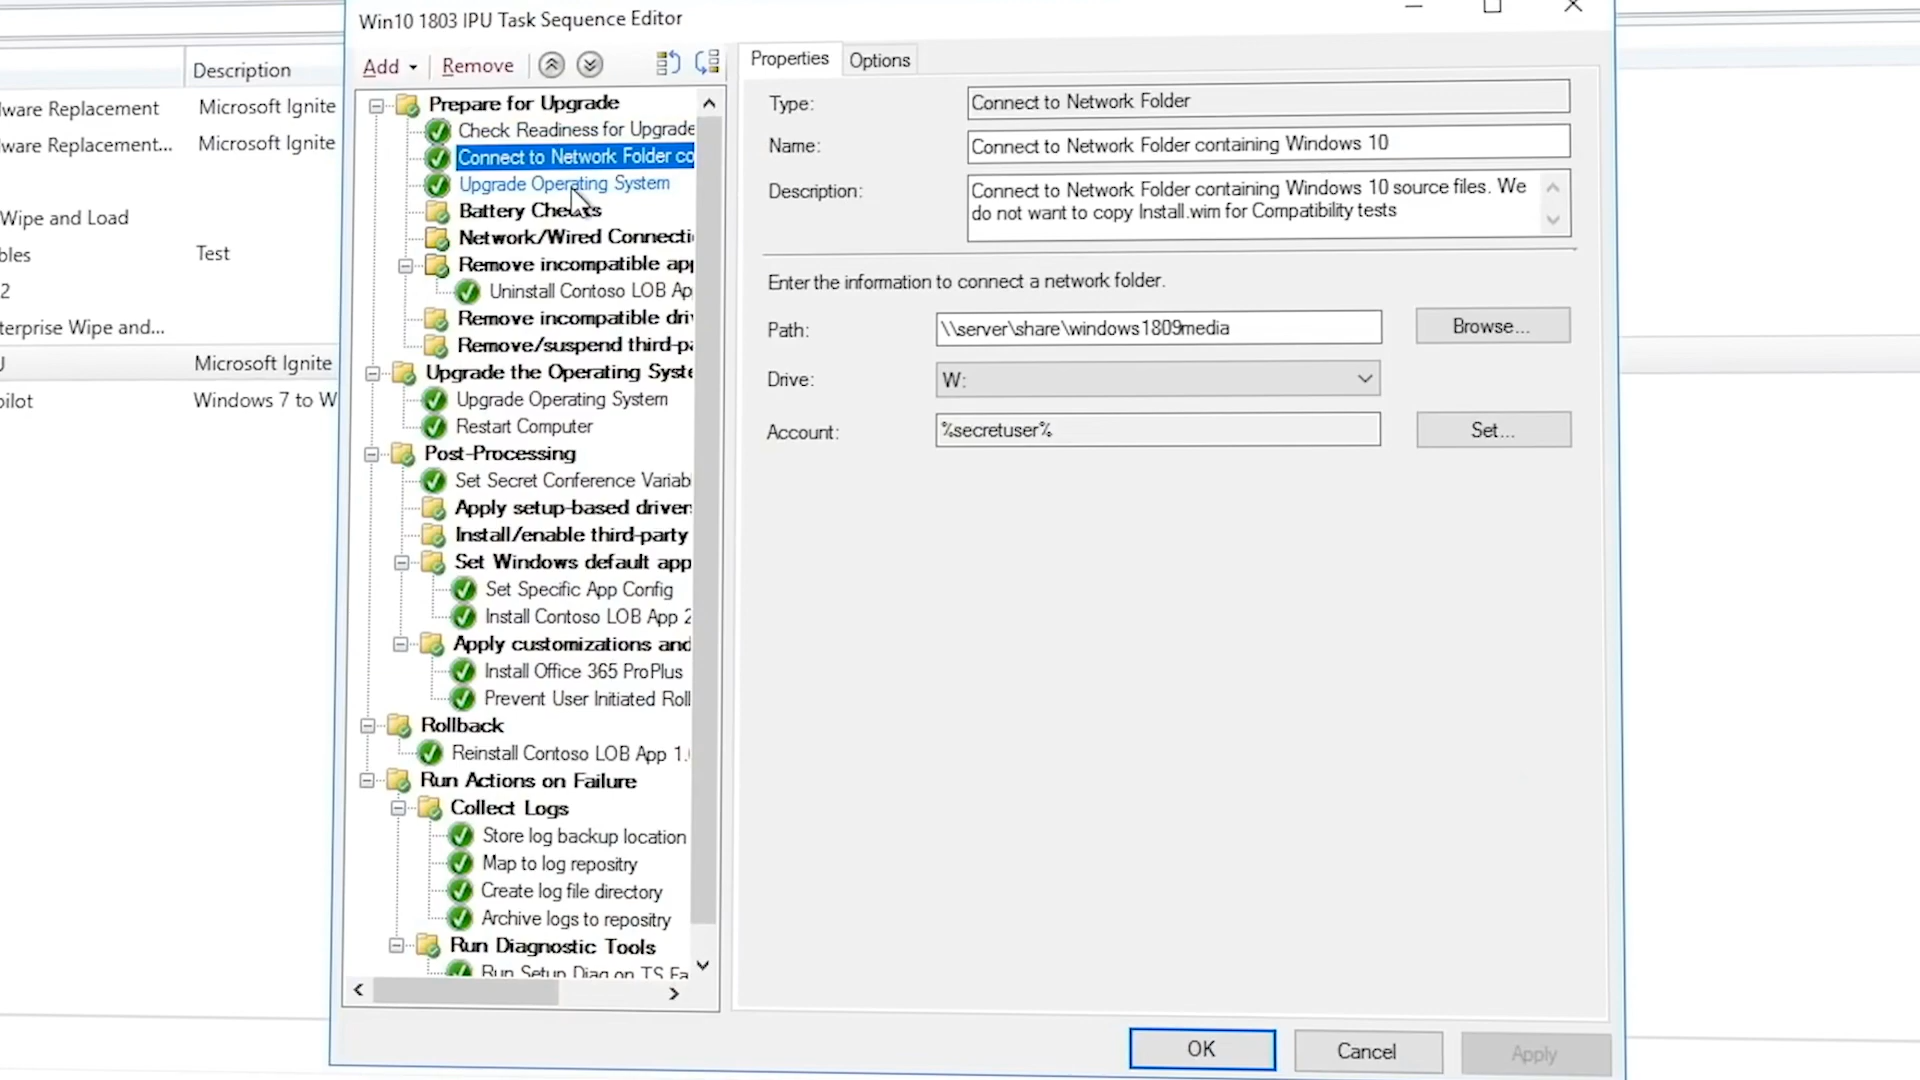 Win10 1803 IPU Task Sequence Editor
Add
Remove
Properties
Options
Description
ware Replacement
Microsoft Ignite
ware Replacement...
Microsoft Ignite
Wipe and Load
bles
Test
2
terprise Wipe and...
Microsoft Ignite
pilot
Windows 7 to W
Prepare for Upgrade
Check Readiness for Upgrade
Connect to Network Folder co
Upgrade Operating System
Battery Checks
Network/Wired Connecti
Remove incompatible app
Uninstall Contoso LOB Ap
Remove incompatible driv
Remove/suspend third-pa
Upgrade the Operating Syste
Upgrade Operating System
Restart Computer
Post-Processing
Set Secret Conference Variab
Apply setup-based driver
Install/enable third-party
Set Windows default app
Set Specific App Config
Install Contoso LOB App 2
Apply customizations and
Install Office 365 ProPlus
Prevent User Initiated Roll
Rollback
Reinstall Contoso LOB App 1.
Run Actions on Failure
Collect Logs
Store log backup location
Map to log repositry
Create log file directory
Archive logs to repositry
Run Diagnostic Tools
Run Setup Diag on TS Fa
Type:
Connect to Network Folder
Name:
Connect to Network Folder containing Windows 10
Description:
Connect to Network Folder containing Windows 10 source files. We
do not want to copy Install.wim for Compatibility tests
Enter the information to connect a network folder.
Path:
\\server\share\windows1809media
Browse...
Drive:
W:
Account:
%secretuser%
Set...
OK
Cancel
Apply